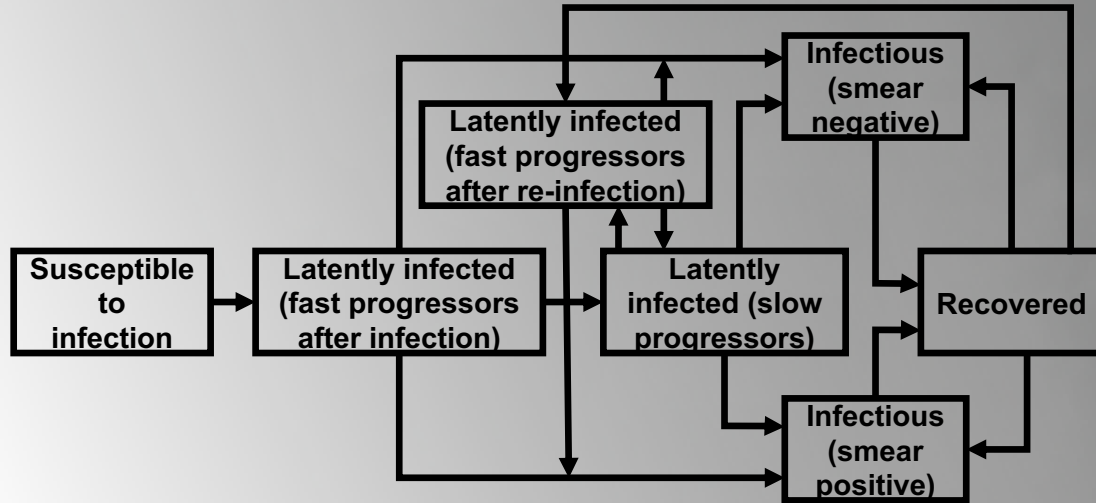 Infectious
(smear
negative)
Latently infected
(fast progressors
after re-infection)
Susceptible
to
infection
Latently infected
(fast progressors
after infection)
Latently
infected (slow
progressors)
Recovered
Infectious
(smear
positive)